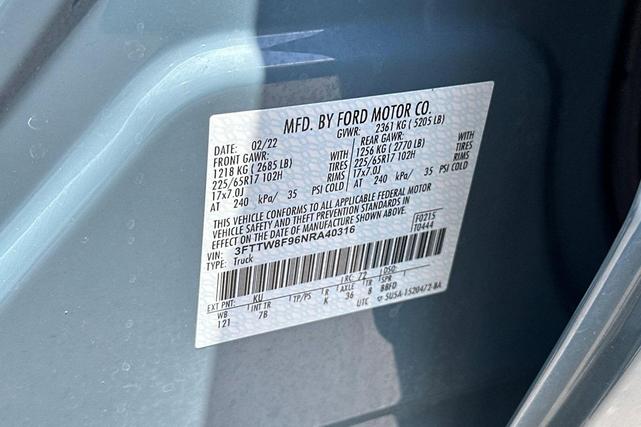 MFD. BY FORD MOTOR CO.
DATE: 02/22 GVWR: 2361 KG ( 5205 LB)
FRONT GAWR: WITH REAR GAWR: WITH
1218 KG ( 2685 LB) TIRES 1256 KG ( 2770 LB) TIRES
225/65R17 102H RIMS 225/65R17 102H RIMS
17x7.0J PSI COLD 17x7.0J PSI COLD
AT 240 kPa/ 35 AT 240 kPa/ 35
THIS VEHICLE CONFORMS TO ALL APPLICABLE FEDERAL MOTOR
VEHICLE SAFETY AND THEFT PREVENTION STANDARDS IN
EFFECT ON THE DATE OF MANUFACTURE SHOWN ABOVE.
VIN: 3FTTW8F96NRA40316 F0215
TYPE: Truck T0444
EXT PNT: KU RC: 72 DSO:
WB INT TR TP/PS R AXLE TR SPR
121 7B K 36 8 BBFD
UTC